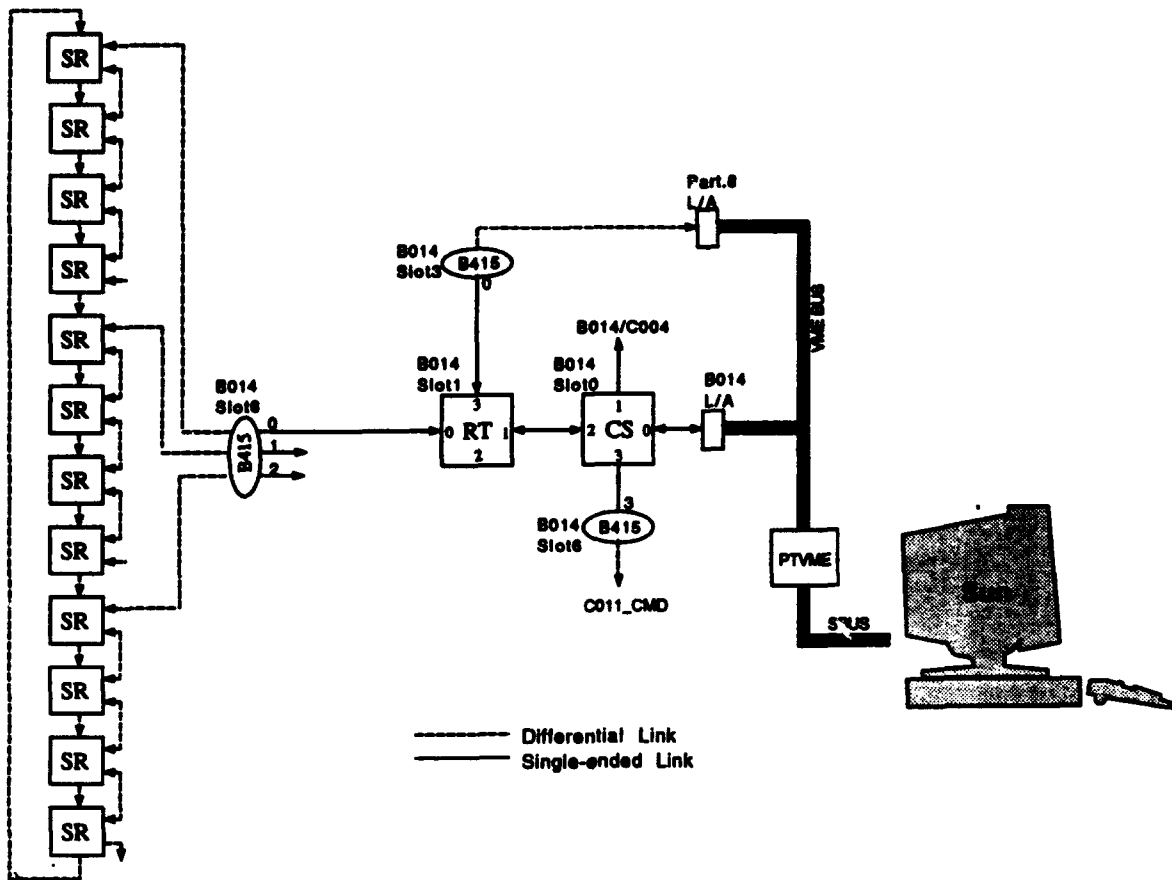 SR
SR
SR
SR
SR
SR
SR
SR
SR
SR
SR
SR
B014
Slot6
B415
0
1
2
B014
Slot3
B415
0
B014
Slot1
3
0 RT 1
2
B014/C004
B014
Slot0
1
2 CS 0
3
3
B014
Slot6
B415
C011_CMD
Part.8
L/A
B014
L/A
VME BUS
PTVME
SBUS
Sun
Differential Link
Single-ended Link